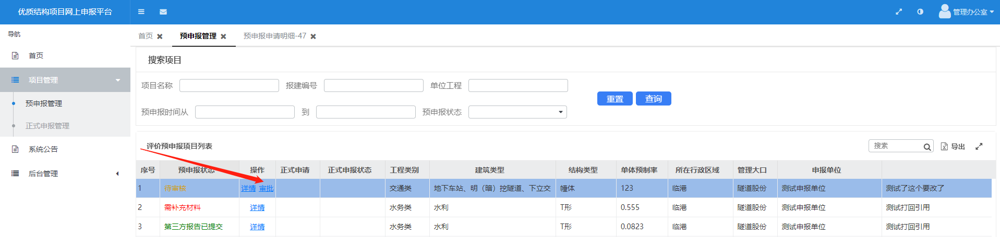 优质结构项目网上申报平台
管理办公室
导航
首页
项目管理
预申报管理
正式申报管理
系统公告
后台管理
首页 预申报管理 预申报申请明细-47
搜索项目
项目名称 报建编号 单位工程
重置 查询
预申报时间从 到 预申报状态
评价预申报项目列表
搜索 导出
序号 预申报状态 操作 正式申请 正式申报状态 工程类别 建筑类型 结构类型 单体预制率 所在行政区域 管理大口 申报单位
1 待审核 详情 审批 交通类 地下车站、明（暗）挖隧道、下立交 幢体 123 临港 隧道股份 测试申报单位 测试了这个要改了
2 需补充材料 详情 水务类 水利 T形 0.555 临港 隧道股份 测试申报单位 测试打回引用
3 第三方报告已提交 详情 水务类 水利 T形 0.0823 临港 隧道股份 测试申报单位 测试打回引用